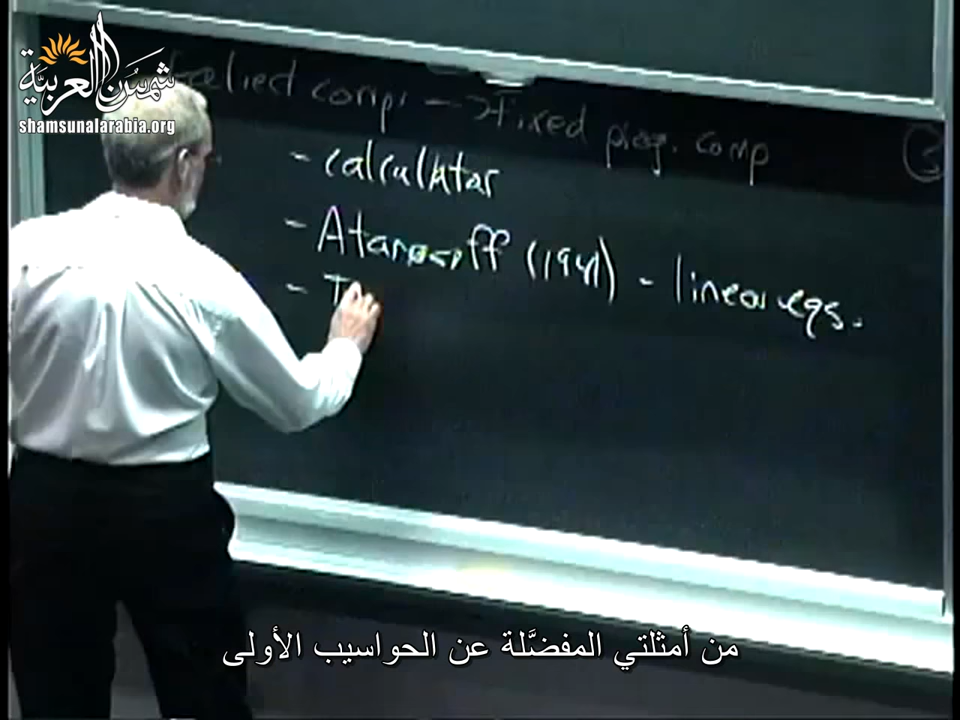 شمس العربية
shamsunalarabia.org
comp. → Fixed prog. comp
3
- calculator
- Atanasoff (1941) - linear eqs.
- T
من أمثلتي المفضَّلة عن الحواسيب الأولى